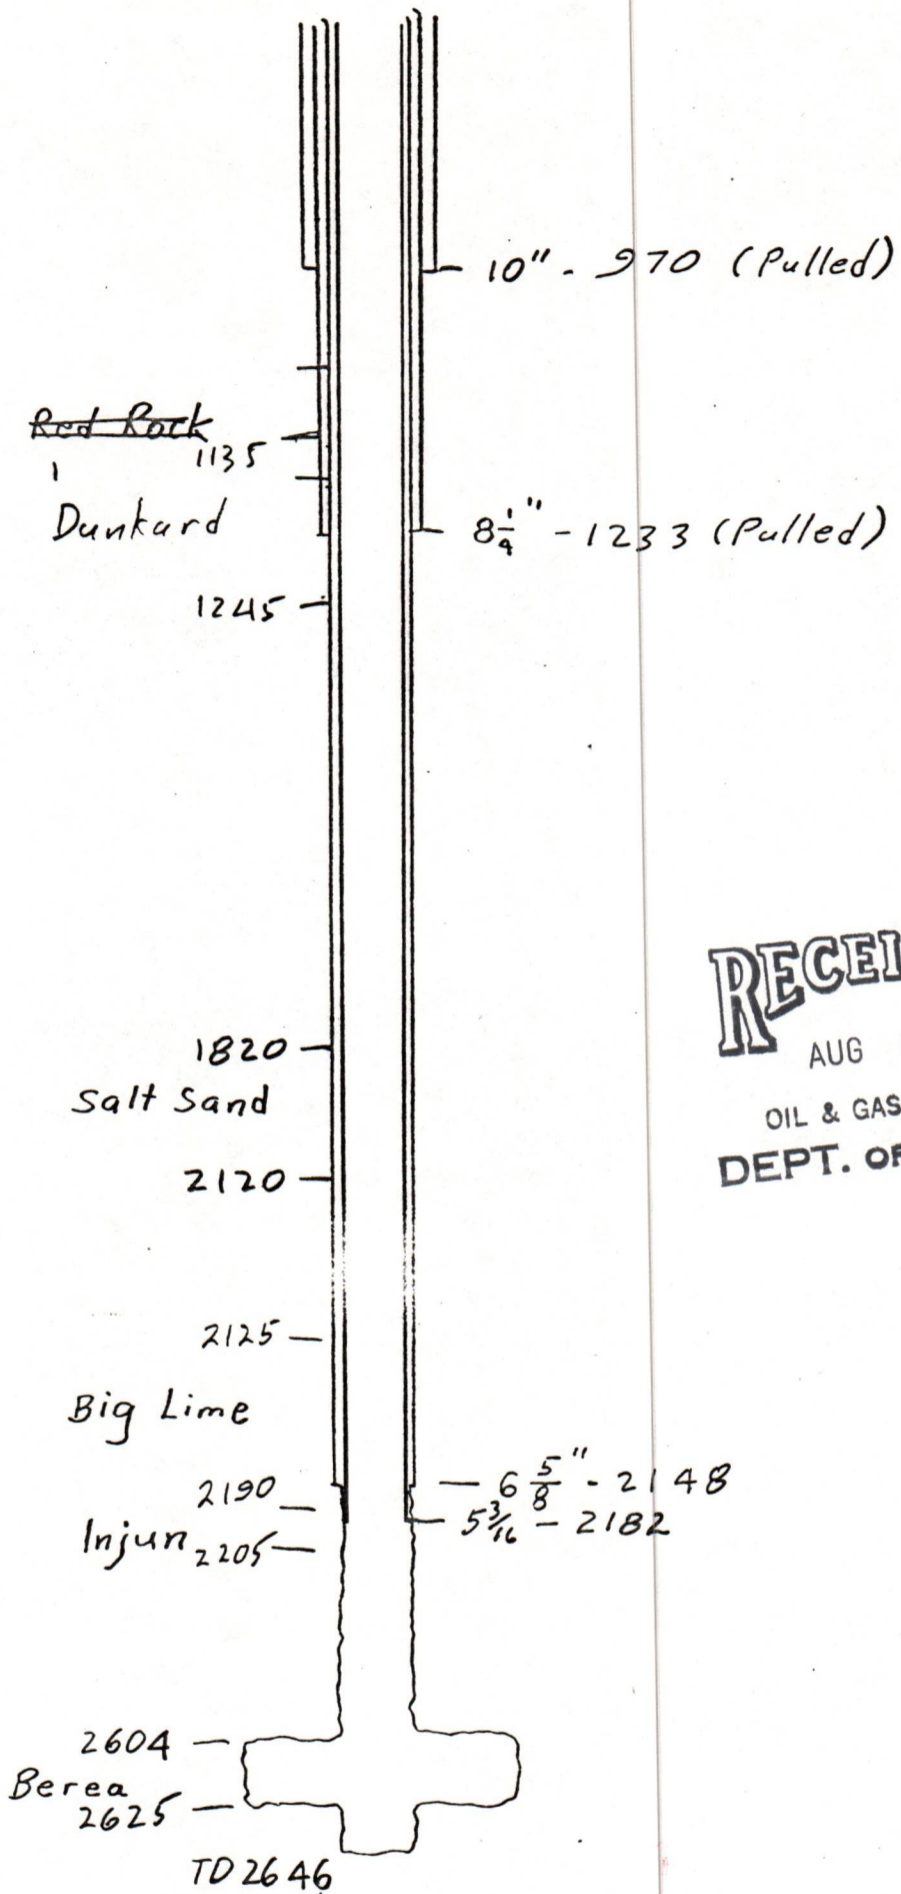 10" - 970 (Pulled)
Red Rock
1135
Dunkard
8 1/4" - 1233 (Pulled)
1245
1820
Salt Sand
2120
RECEI
AUG
OIL & GAS
DEPT. OF
2125
Big Lime
6 5/8" - 2148
2190
5 3/16 - 2182
Injun 2205
2604
Berea
2625
TD 2646